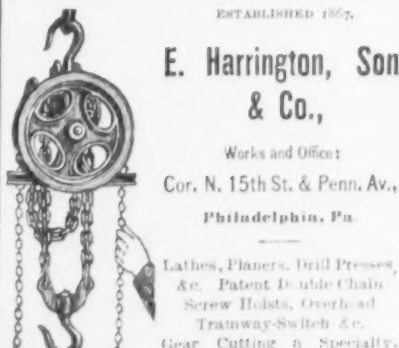 ESTABLISHED 1867.
E. Harrington, Son
& Co.,
Works and Office:
Cor. N. 15th St. & Penn. Av.,
Philadelphia, Pa.
Lathes, Planers, Drill Presses,
&c. Patent Double Chain
Screw Hoists, Overhead
Tramway-Switch &c.
Gear Cutting a Specialty.